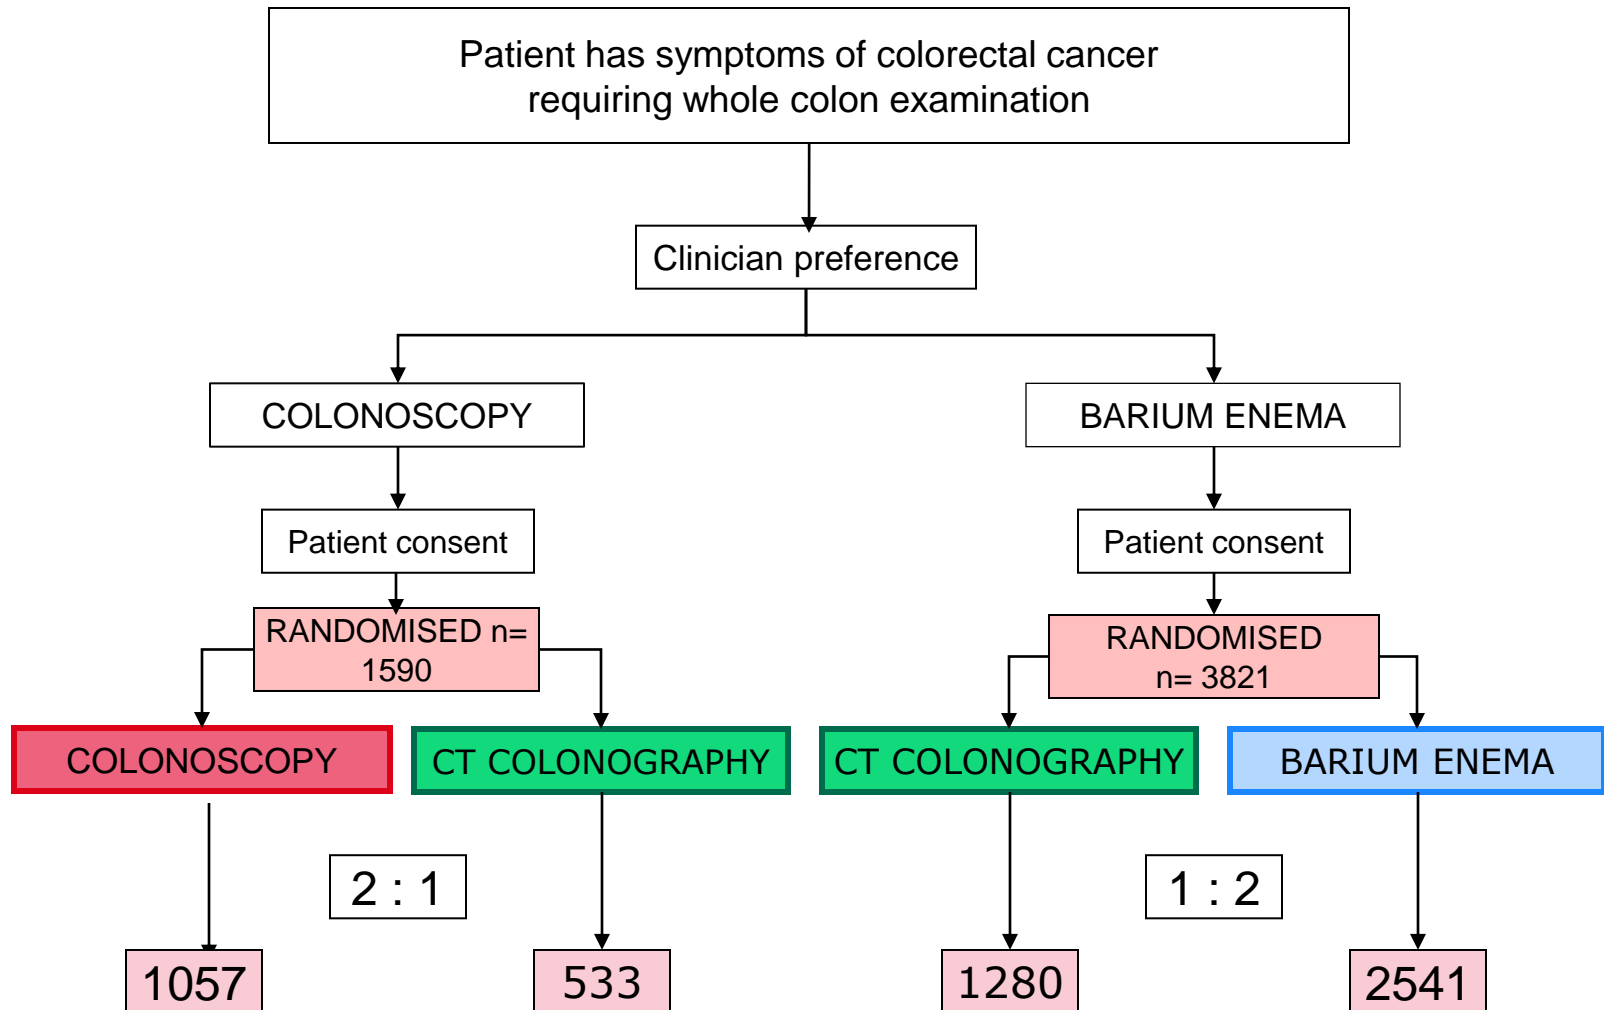 Patient has symptoms of colorectal cancer
requiring whole colon examination
Clinician preference
COLONOSCOPY
BARIUM ENEMA
Patient consent
Patient consent
RANDOMISED n=
1590
RANDOMISED
n= 3821
COLONOSCOPY
CT COLONOGRAPHY
CT COLONOGRAPHY
BARIUM ENEMA
2 : 1
1 : 2
1057
533
1280
2541